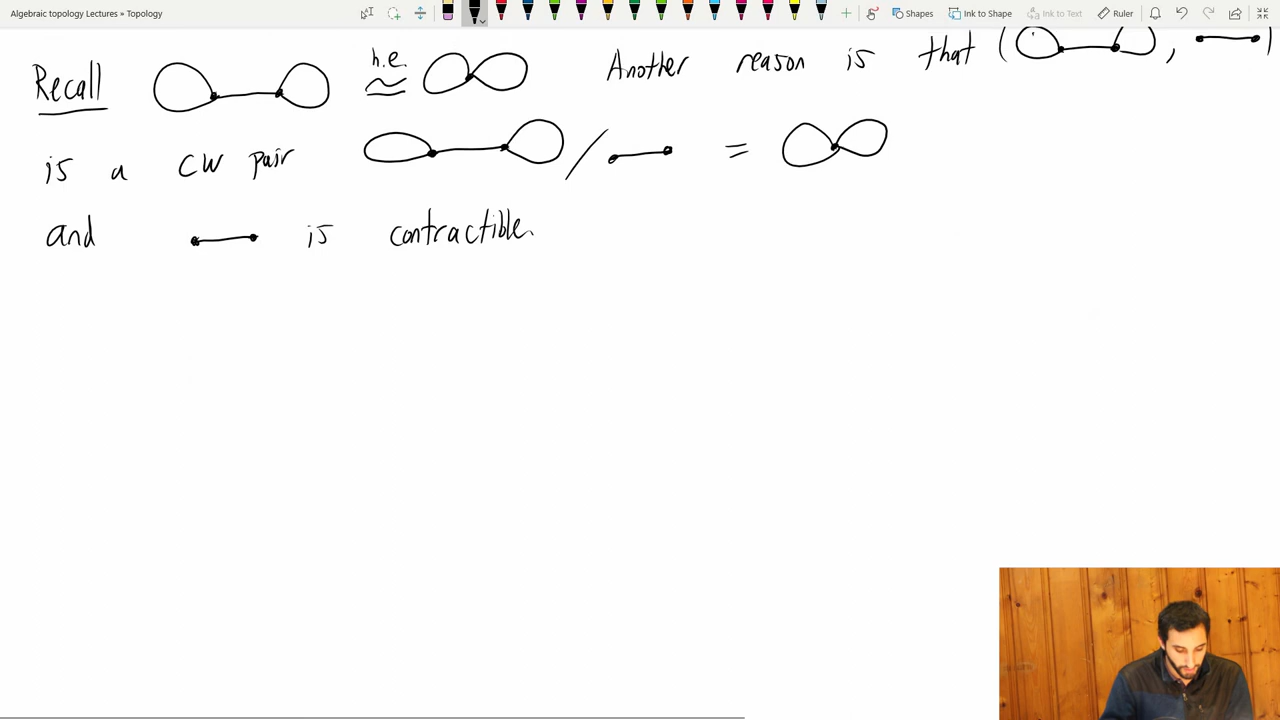 Algebraic topology Lectures » Topology
Shapes Ink to Shape Ink to Text Ruler
Recall h.e. ≈ Another reason is that ( , )
is a CW pair / =
and is contractible.